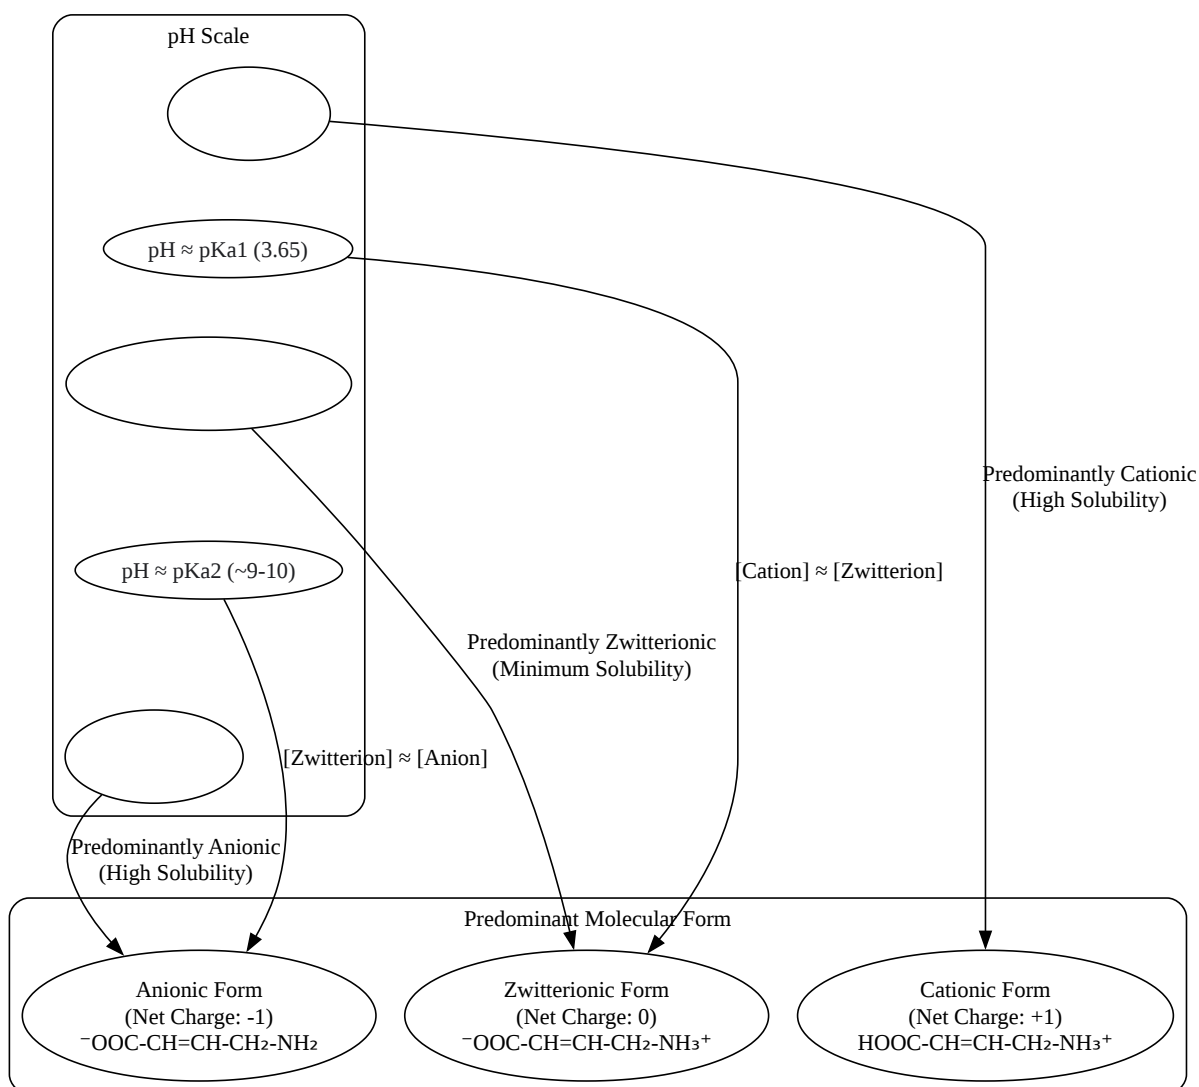 pH Scale
pH ≈ pKa1 (3.65)
Predominantly Cationic
(High Solubility)
pH ≈ pKa2 (~9-10)
[Cation] ≈ [Zwitterion]
Predominantly Zwitterionic
(Minimum Solubility)
[Zwitterion] ≈ [Anion]
Predominantly Anionic
(High Solubility)
Predominant Molecular Form
Anionic Form
(Net Charge: -1)
⁻OOC-CH=CH-CH₂-NH₂
Zwitterionic Form
(Net Charge: 0)
⁻OOC-CH=CH-CH₂-NH₃⁺
Cationic Form
(Net Charge: +1)
HOOC-CH=CH-CH₂-NH₃⁺